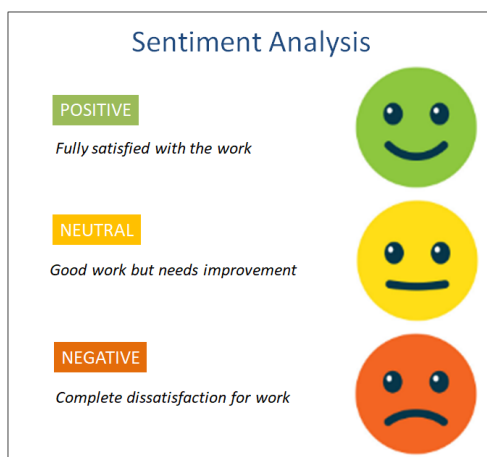 Sentiment Analysis
POSITIVE
Fully satisfied with the work
NEUTRAL
Good work but needs improvement
NEGATIVE
Complete dissatisfaction for work